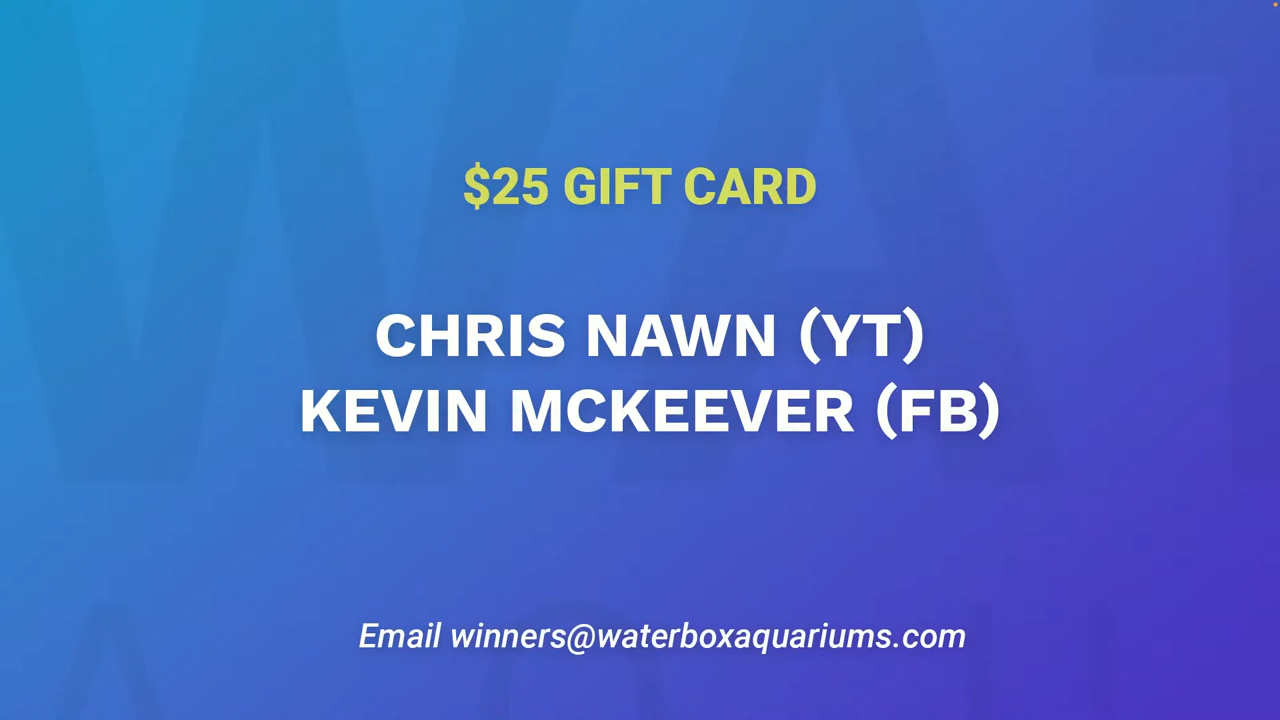 $25 GIFT CARD
CHRIS NAWN (YT)
KEVIN MCKEEVER (FB)
Email winners@waterboxaquariums.com